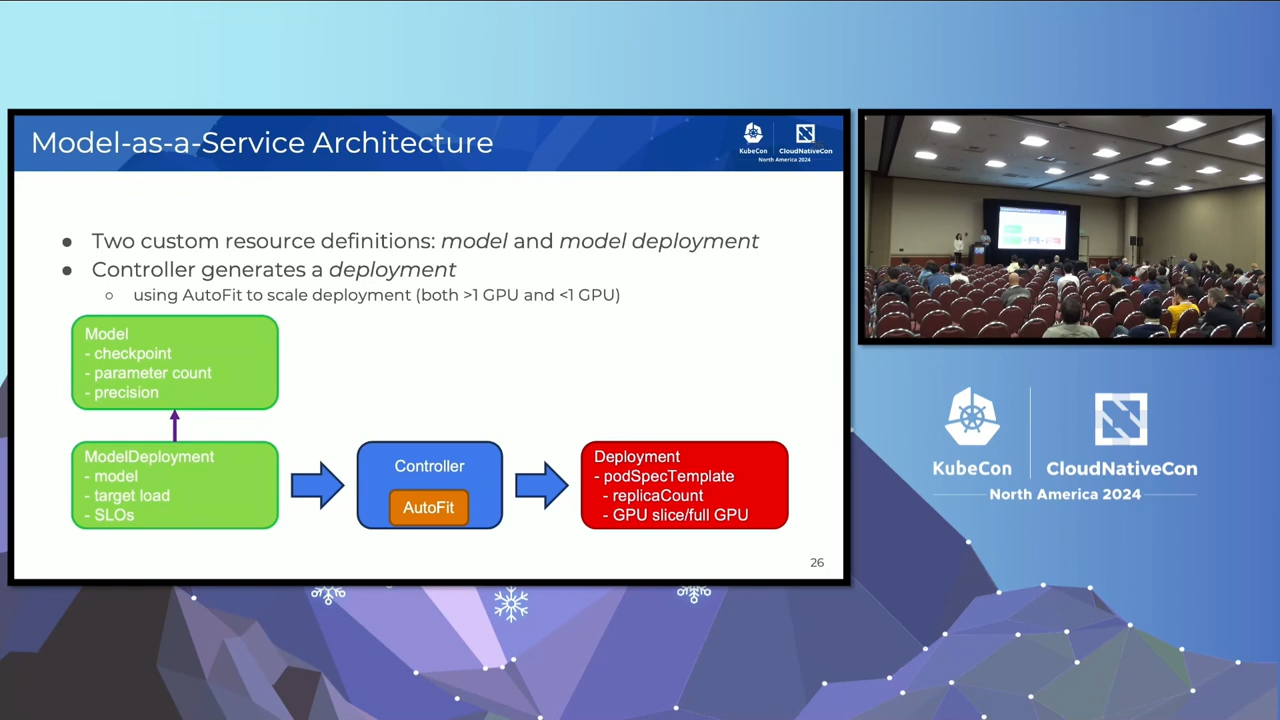 Model-as-a-Service Architecture
KubeCon
CloudNativeCon
North America 2024
● Two custom resource definitions: model and model deployment
● Controller generates a deployment
○ using AutoFit to scale deployment (both >1 GPU and <1 GPU)
Model
- checkpoint
- parameter count
- precision
ModelDeployment
- model
- target load
- SLOs
Controller
AutoFit
Deployment
- podSpecTemplate
- replicaCount
- GPU slice/full GPU
26
KubeCon
CloudNativeCon
North America 2024